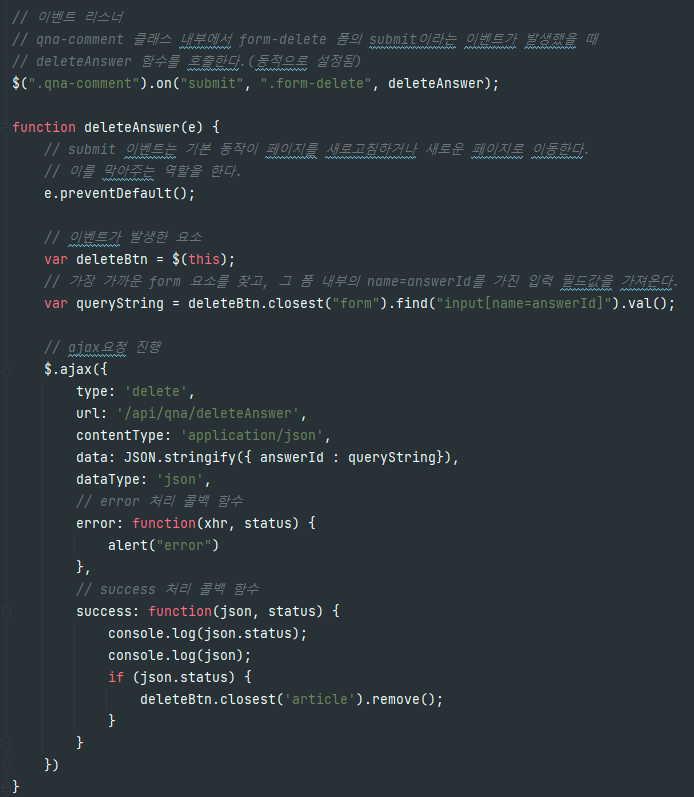 // 이벤트 리스너
// qna-comment 클래스 내부에서 form-delete 폼의 submit이라는 이벤트가 발생했을 때
// deleteAnswer 함수를 호출한다.(동적으로 설정됨)
$(".qna-comment").on("submit", ".form-delete", deleteAnswer);
function deleteAnswer(e) {
// submit 이벤트는 기본 동작이 페이지를 새로고침하거나 새로운 페이지로 이동한다.
// 이를 막아주는 역할을 한다.
e.preventDefault();
// 이벤트가 발생한 요소
var deleteBtn = $(this);
// 가장 가까운 form 요소를 찾고, 그 폼 내부의 name=answerId를 가진 입력 필드값을 가져온다.
var queryString = deleteBtn.closest("form").find("input[name=answerId]").val();
// ajax요청 진행
$.ajax({
type: 'delete',
url: '/api/qna/deleteAnswer',
contentType: 'application/json',
data: JSON.stringify({ answerId : queryString}),
dataType: 'json',
// error 처리 콜백 함수
error: function(xhr, status) {
alert("error")
},
// success 처리 콜백 함수
success: function(json, status) {
console.log(json.status);
console.log(json);
if (json.status) {
deleteBtn.closest('article').remove();
}
}
})
}